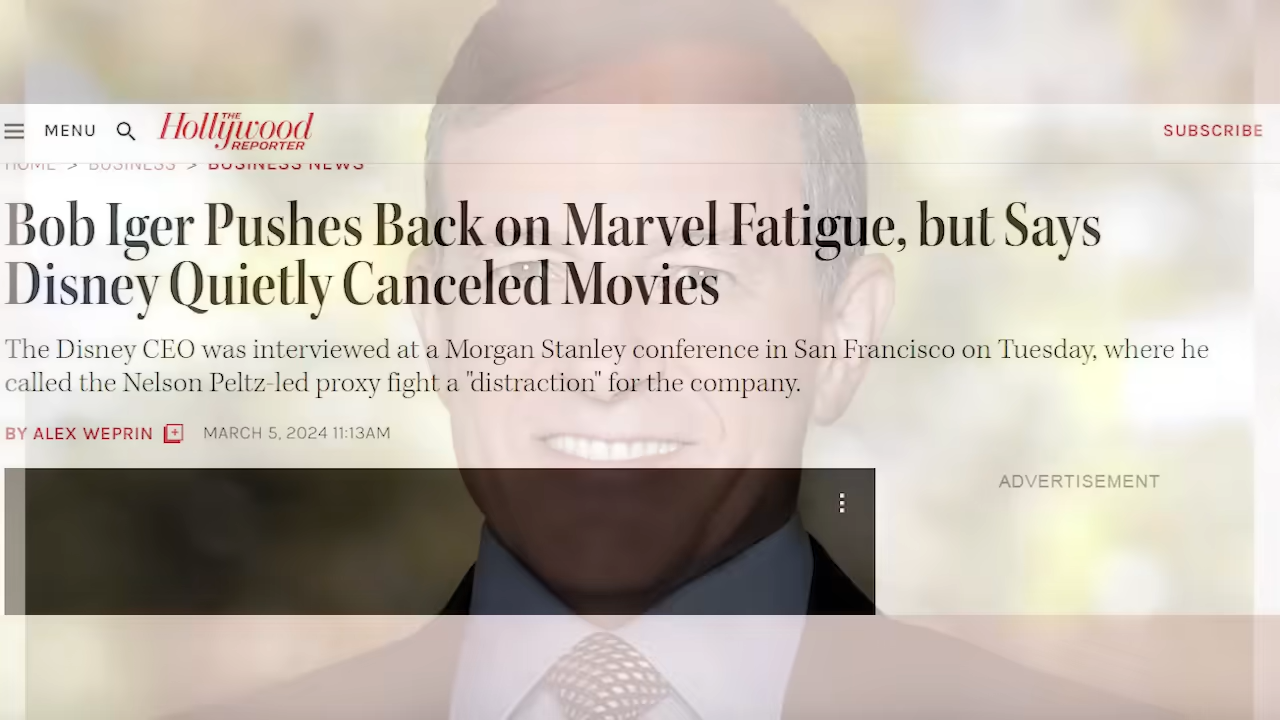 MENU
THE
Hollywood
REPORTER
SUBSCRIBE
HOME > BUSINESS > BUSINESS NEWS
Bob Iger Pushes Back on Marvel Fatigue, but Says
Disney Quietly Canceled Movies
The Disney CEO was interviewed at a Morgan Stanley conference in San Francisco on Tuesday, where he
called the Nelson Peltz-led proxy fight a "distraction" for the company.
BY ALEX WEPRIN
MARCH 5, 2024 11:13AM
ADVERTISEMENT